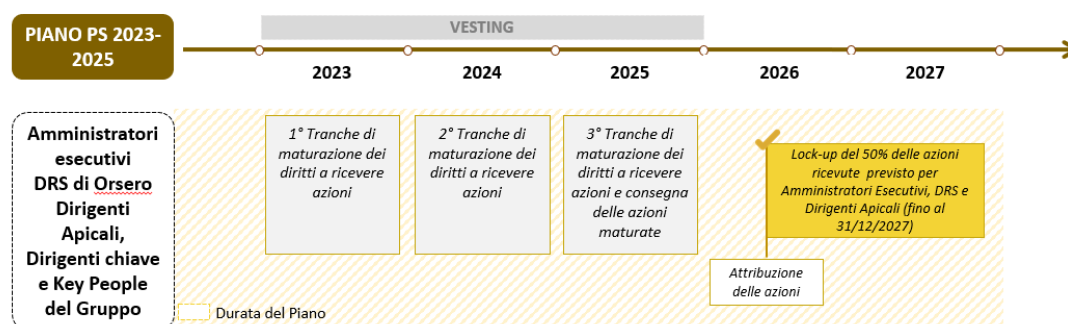 PIANO PS 2023-
2025
VESTING
2023
2024
2025
2026
2027
Amministratori
esecutivi
DRS di Orsero
Dirigenti
Apicali,
Dirigenti chiave
e Key People
del Gruppo
1° Tranche di
maturazione dei
diritti a ricevere
azioni
2° Tranche di
maturazione dei
diritti a ricevere
azioni
3° Tranche di
maturazione dei
diritti a ricevere
azioni e consegna
delle azioni
maturate
Lock-up del 50% delle azioni
ricevute previsto per
Amministratori Esecutivi, DRS e
Dirigenti Apicali (fino al
31/12/2027)
Attribuzione
delle azioni
Durata del Piano